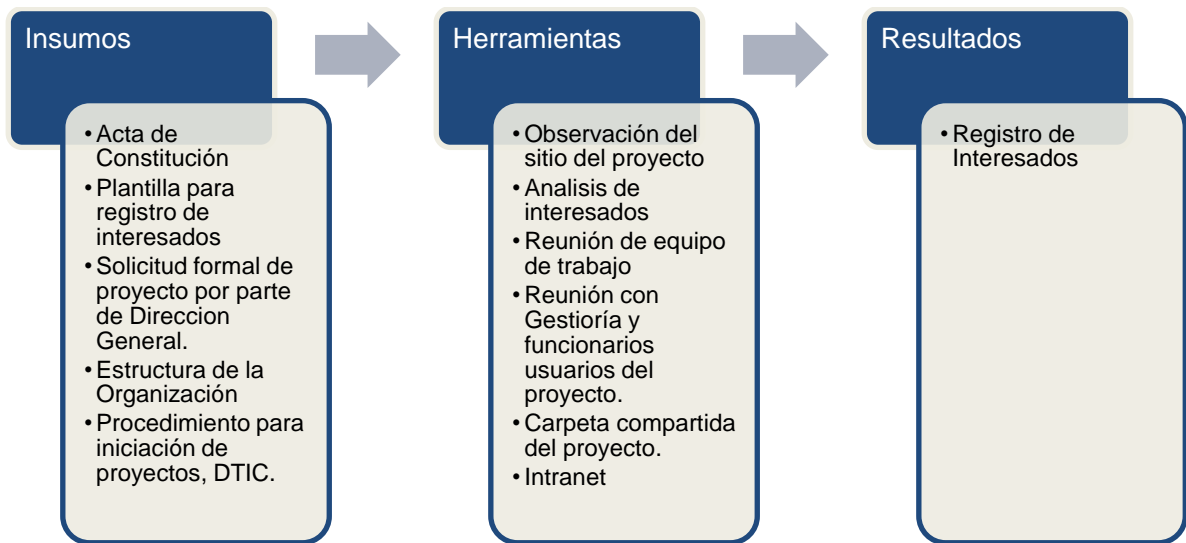 Insumos
• Acta de
Constitución
• Plantilla para
registro de
interesados
• Solicitud formal de
proyecto por parte
de Direccion
General.
• Estructura de la
Organización
• Procedimiento para
iniciación de
proyectos, DTIC.
Herramientas
• Observación del
sitio del proyecto
• Analisis de
interesados
• Reunión de equipo
de trabajo
• Reunión con
Gestioría y
funcionarios
usuarios del
proyecto.
• Carpeta compartida
del proyecto.
• Intranet
Resultados
• Registro de
Interesados